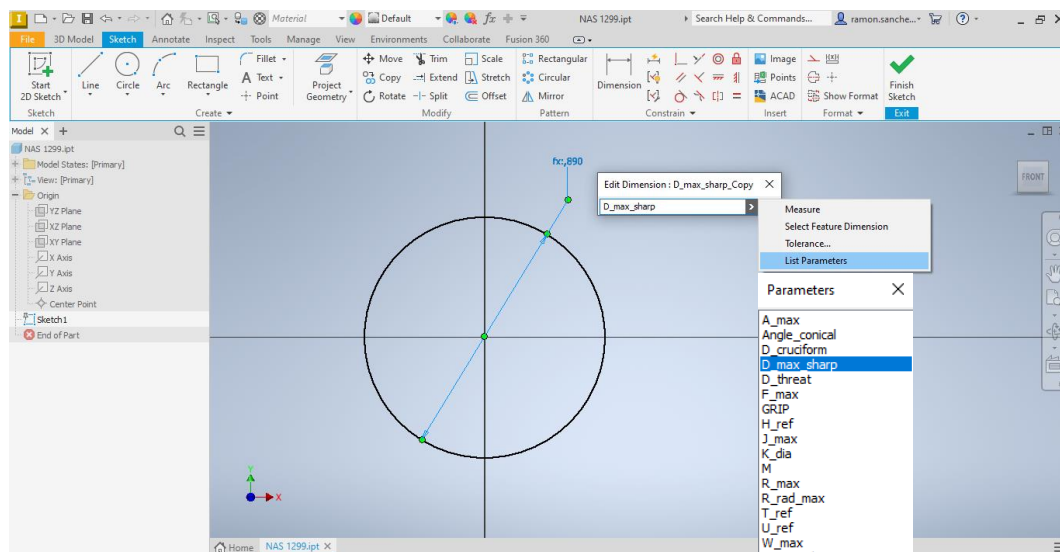 Material
Default
NAS 1299.ipt
Search Help & Commands...
ramon.sanche...
File 3D Model Sketch Annotate Inspect Tools Manage View Environments Collaborate Fusion 360
Start
2D Sketch
Line
Circle
Arc
Rectangle
Fillet
A Text
Point
Project
Geometry
Move Trim Scale
Copy Extend Stretch
Rotate Split Offset
Rectangular
Circular
Mirror
Dimension
Image
Points
ACAD
Show Format
Finish
Sketch
Sketch Create Modify Pattern Constrain Insert Format Exit
Model
NAS 1299.ipt
Model States: [Primary]
View: [Primary]
Origin
YZ Plane
XZ Plane
XY Plane
X Axis
Y Axis
Z Axis
Center Point
Sketch1
End of Part
fx:,890
Edit Dimension : D_max_sharp_Copy
D_max_sharp
Measure
Select Feature Dimension
Tolerance...
List Parameters
Parameters
A_max
Angle_conical
D_cruciform
D_max_sharp
D_threat
F_max
GRIP
H_ref
J_max
K_dia
M
R_max
R_rad_max
T_ref
U_ref
W_max
FRONT
Y
X
Home NAS 1299.ipt